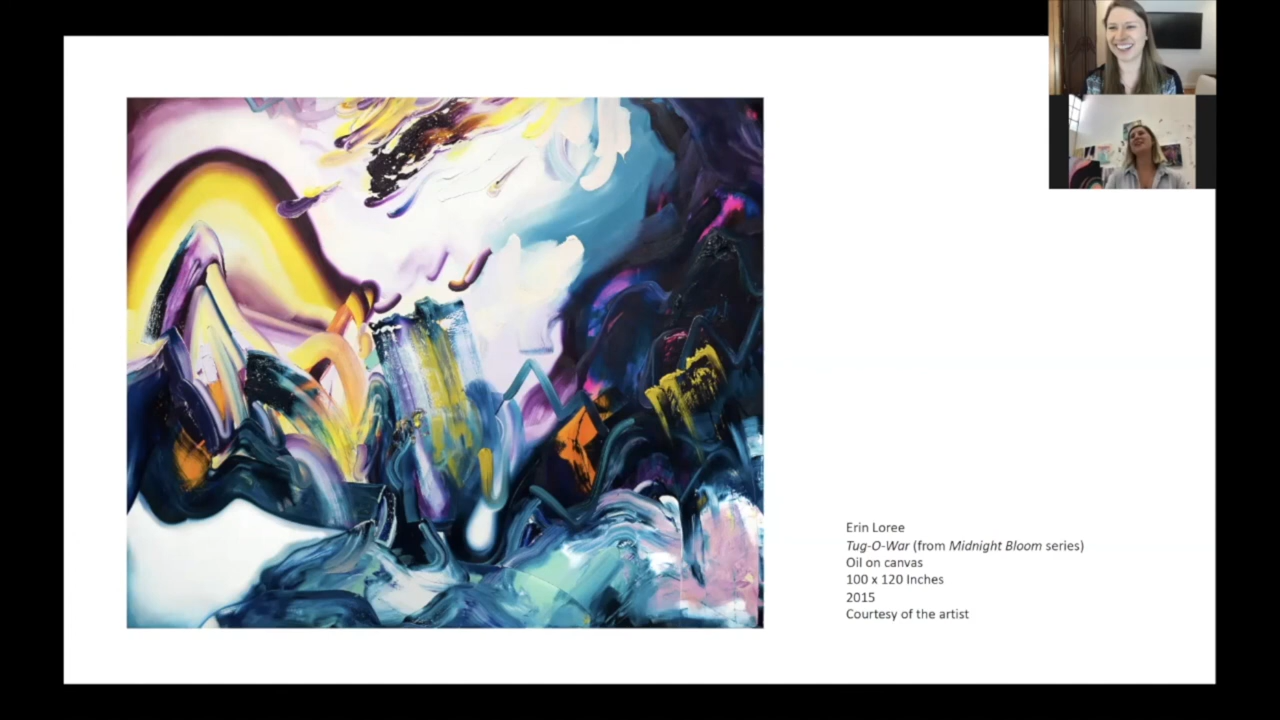 Erin Loree
Tug-O-War (from Midnight Bloom series)
Oil on canvas
100 x 120 Inches
2015
Courtesy of the artist